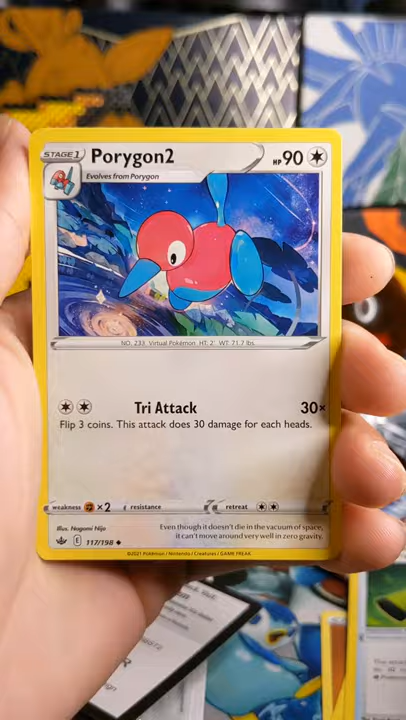 STAGE 1 Porygon2 HP 90
Evolves from Porygon
NO. 233 Virtual Pokémon HT: 2' WT: 71.7 lbs.
Tri Attack 30×
Flip 3 coins. This attack does 30 damage for each heads.
weakness ×2 resistance retreat
Illus. Nagomi Nijo
Even though it doesn't die in the vacuum of space,
it can't move around very well in zero gravity.
E 117/198
©2021 Pokémon / Nintendo / Creatures / GAME FREAK